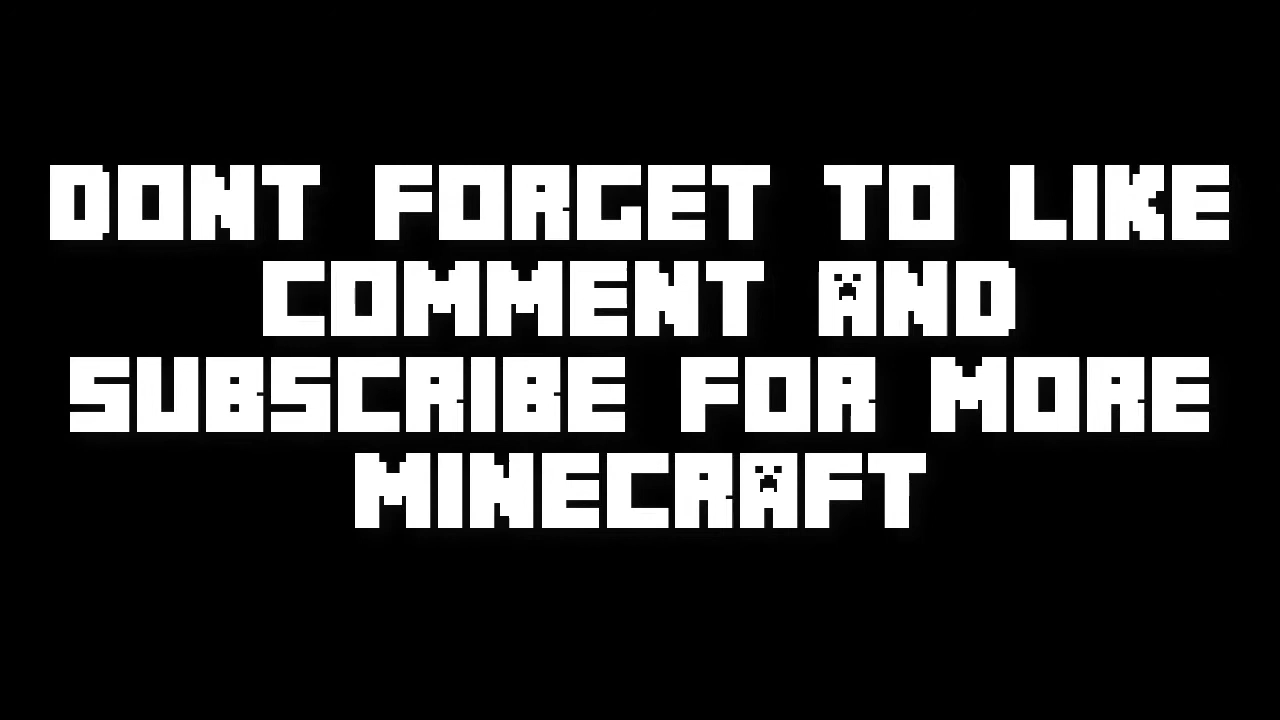 DONT FORGET TO LIKE
COMMENT AND
SUBSCRIBE FOR MORE
MINECRAFT